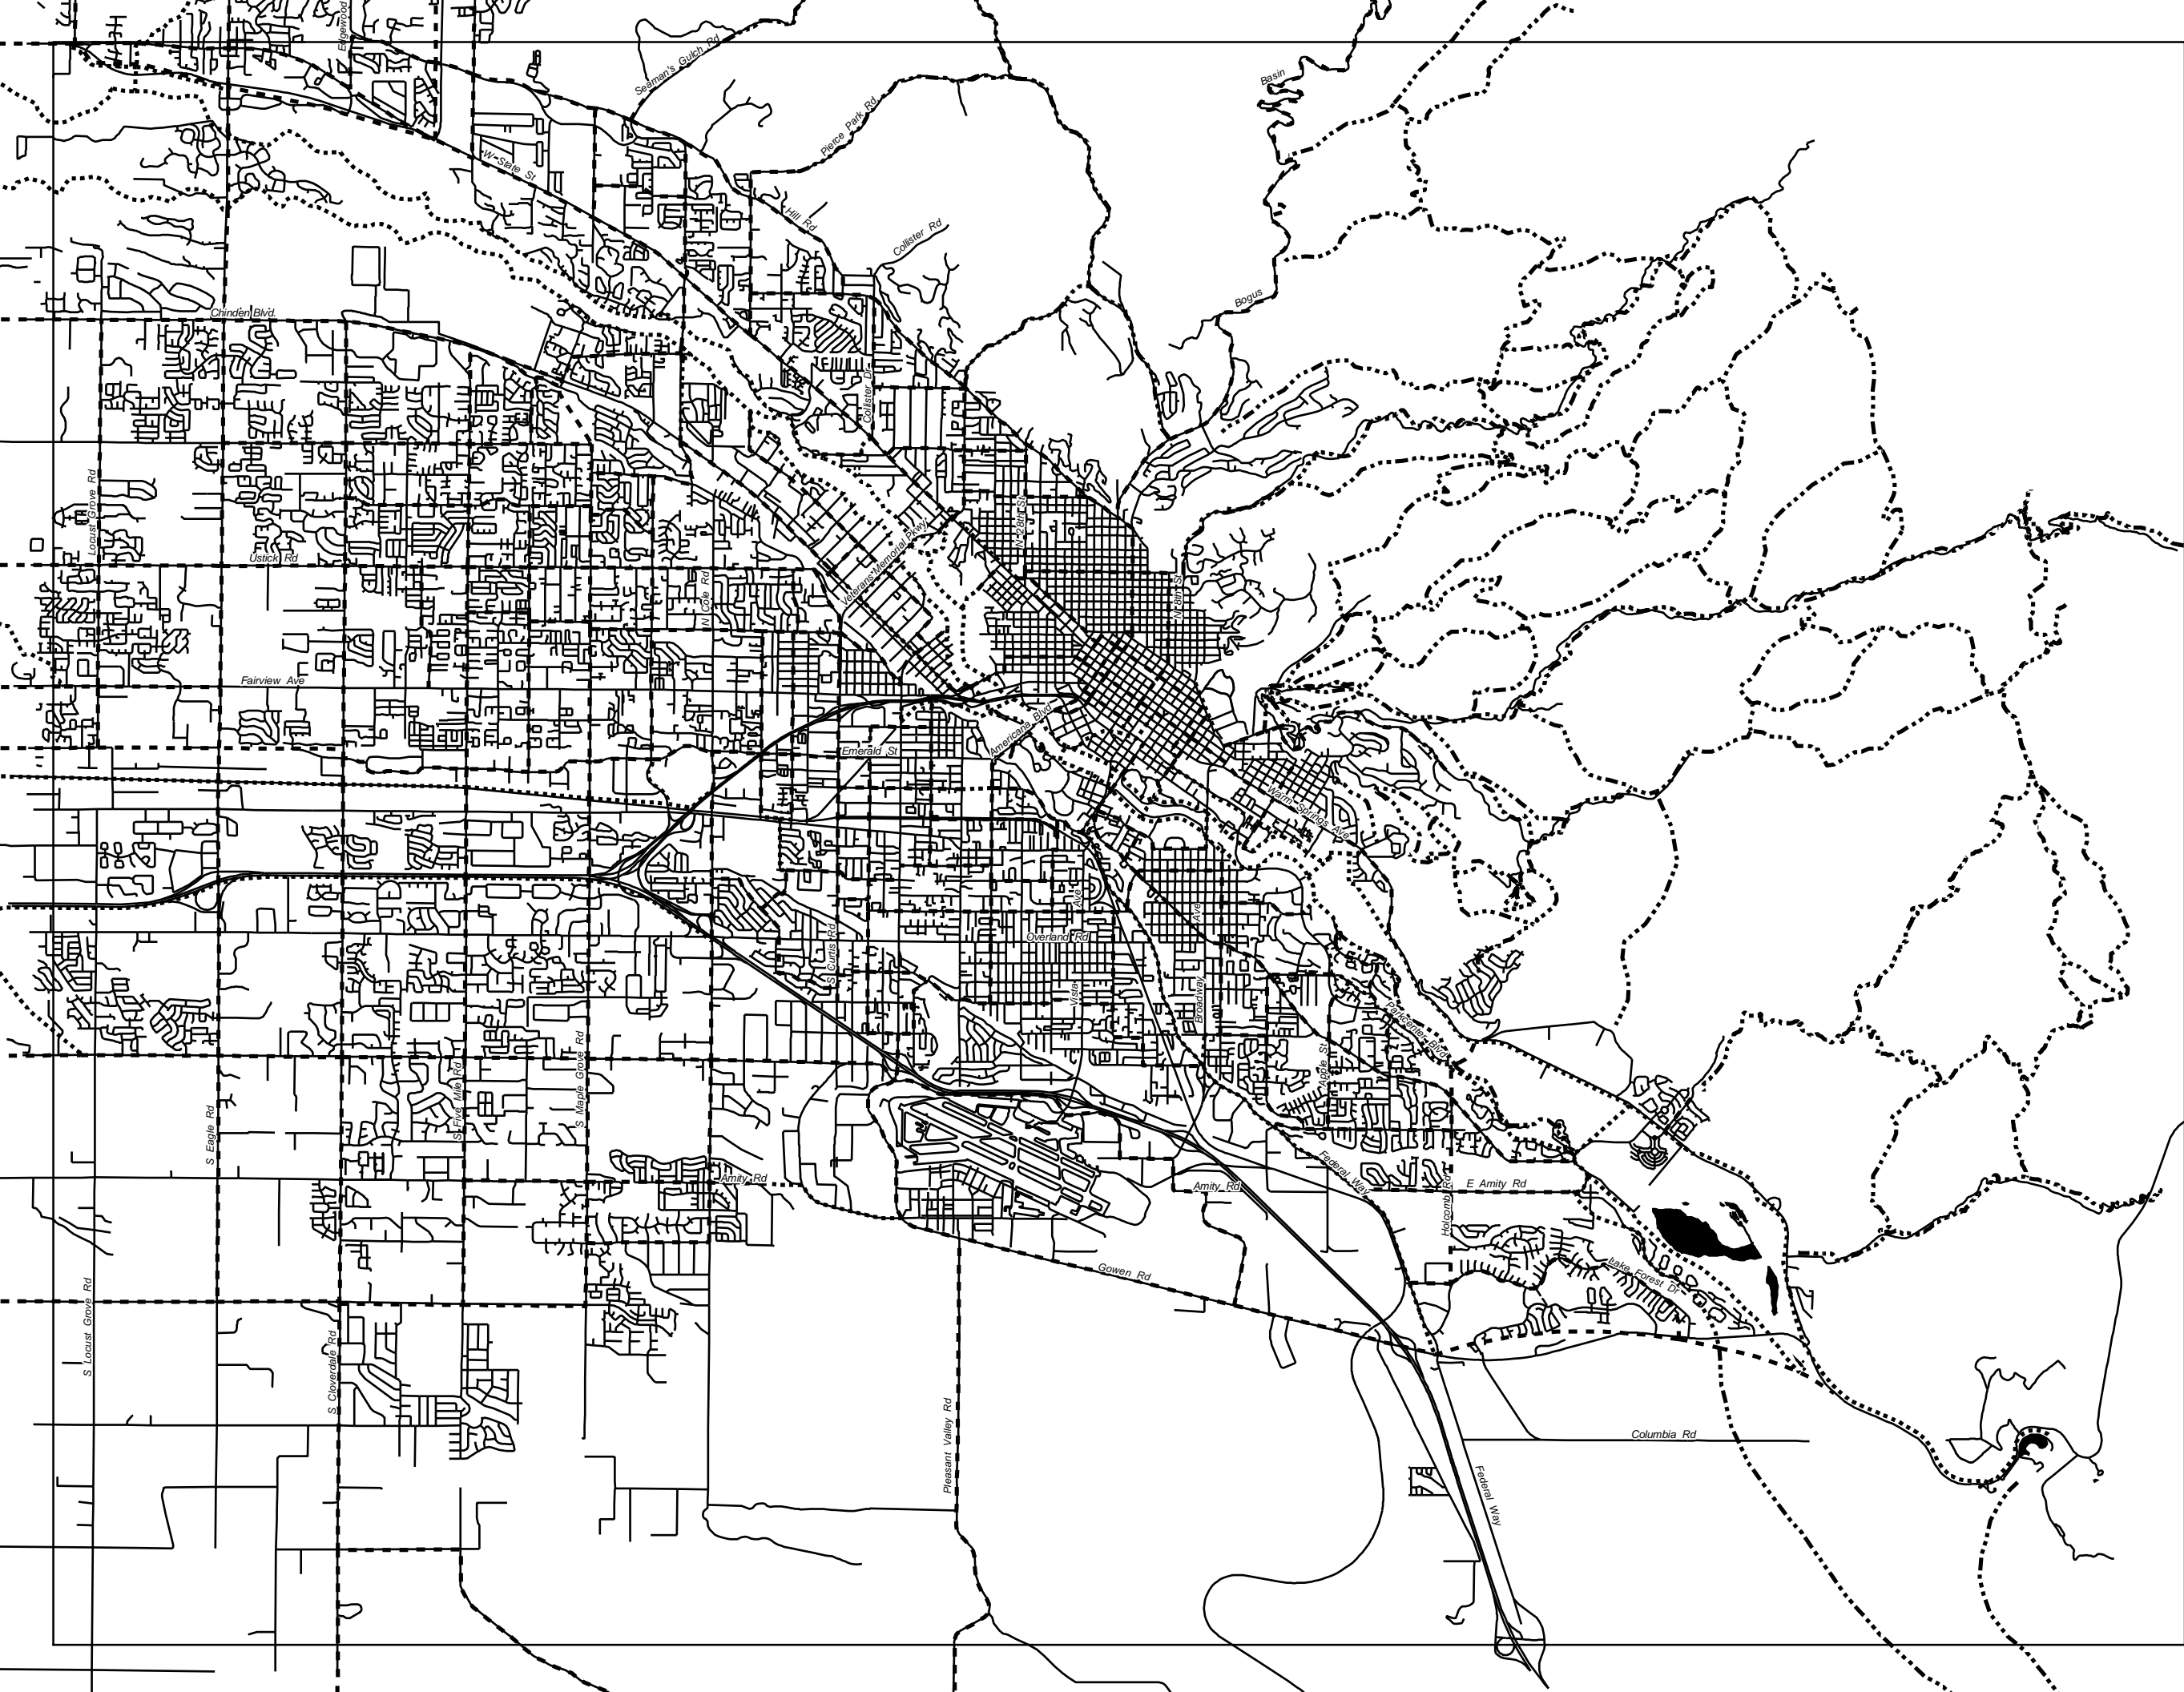 Edgewood
Seaman's Gulch Rd
Basin
Pierce Park Rd
W State St
Hill Rd
Collister Rd
Bogus
Chinden Blvd.
Collister Dr
Locust Grove Rd
N 28th St
Ustick Rd
Veterans Memorial Pkwy
N Cole Rd
N 8th St
Fairview Ave
Americana Blvd
Emerald St
Warm Springs Ave
Ave
Ave
Overland Rd
S Curtis Rd
Vista
Broadway
Parkcenter Blvd
S Eagle Rd
S Five Mile Rd
S Maple Grove Rd
Apple St
Amity Rd
Amity Rd
Federal Way
E Amity Rd
Holcomb Rd
Gowen Rd
Lake Forest
Dr
S Locust Grove Rd
S Cloverdale Rd
Pleasant Valley Rd
Columbia Rd
Federal Way